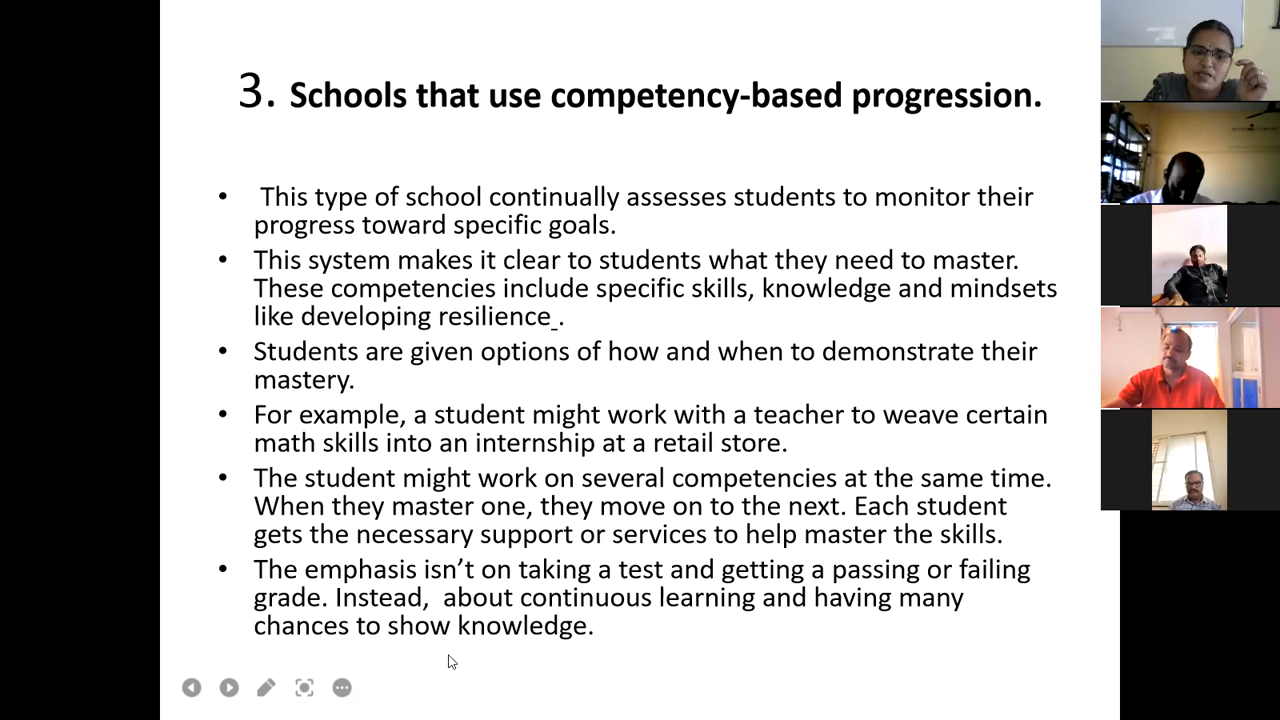 3. Schools that use competency-based progression.
• This type of school continually assesses students to monitor their
progress toward specific goals.
• This system makes it clear to students what they need to master.
These competencies include specific skills, knowledge and mindsets
like developing resilience .
• Students are given options of how and when to demonstrate their
mastery.
• For example, a student might work with a teacher to weave certain
math skills into an internship at a retail store.
• The student might work on several competencies at the same time.
When they master one, they move on to the next. Each student
gets the necessary support or services to help master the skills.
• The emphasis isn’t on taking a test and getting a passing or failing
grade. Instead,  about continuous learning and having many
chances to show knowledge.